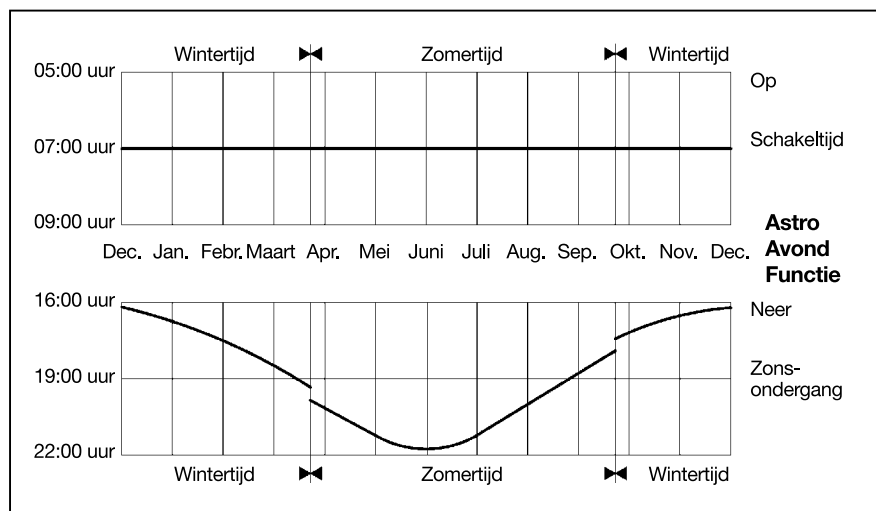 Wintertijd Zomertijd Wintertijd
05:00 uur
Op
07:00 uur
Schakeltijd
09:00 uur
Dec. Jan. Febr. Maart Apr. Mei Juni Juli Aug. Sep. Okt. Nov. Dec.
Astro
Avond
Functie
16:00 uur
Neer
19:00 uur
Zons-
ondergang
22:00 uur
Wintertijd Zomertijd Wintertijd